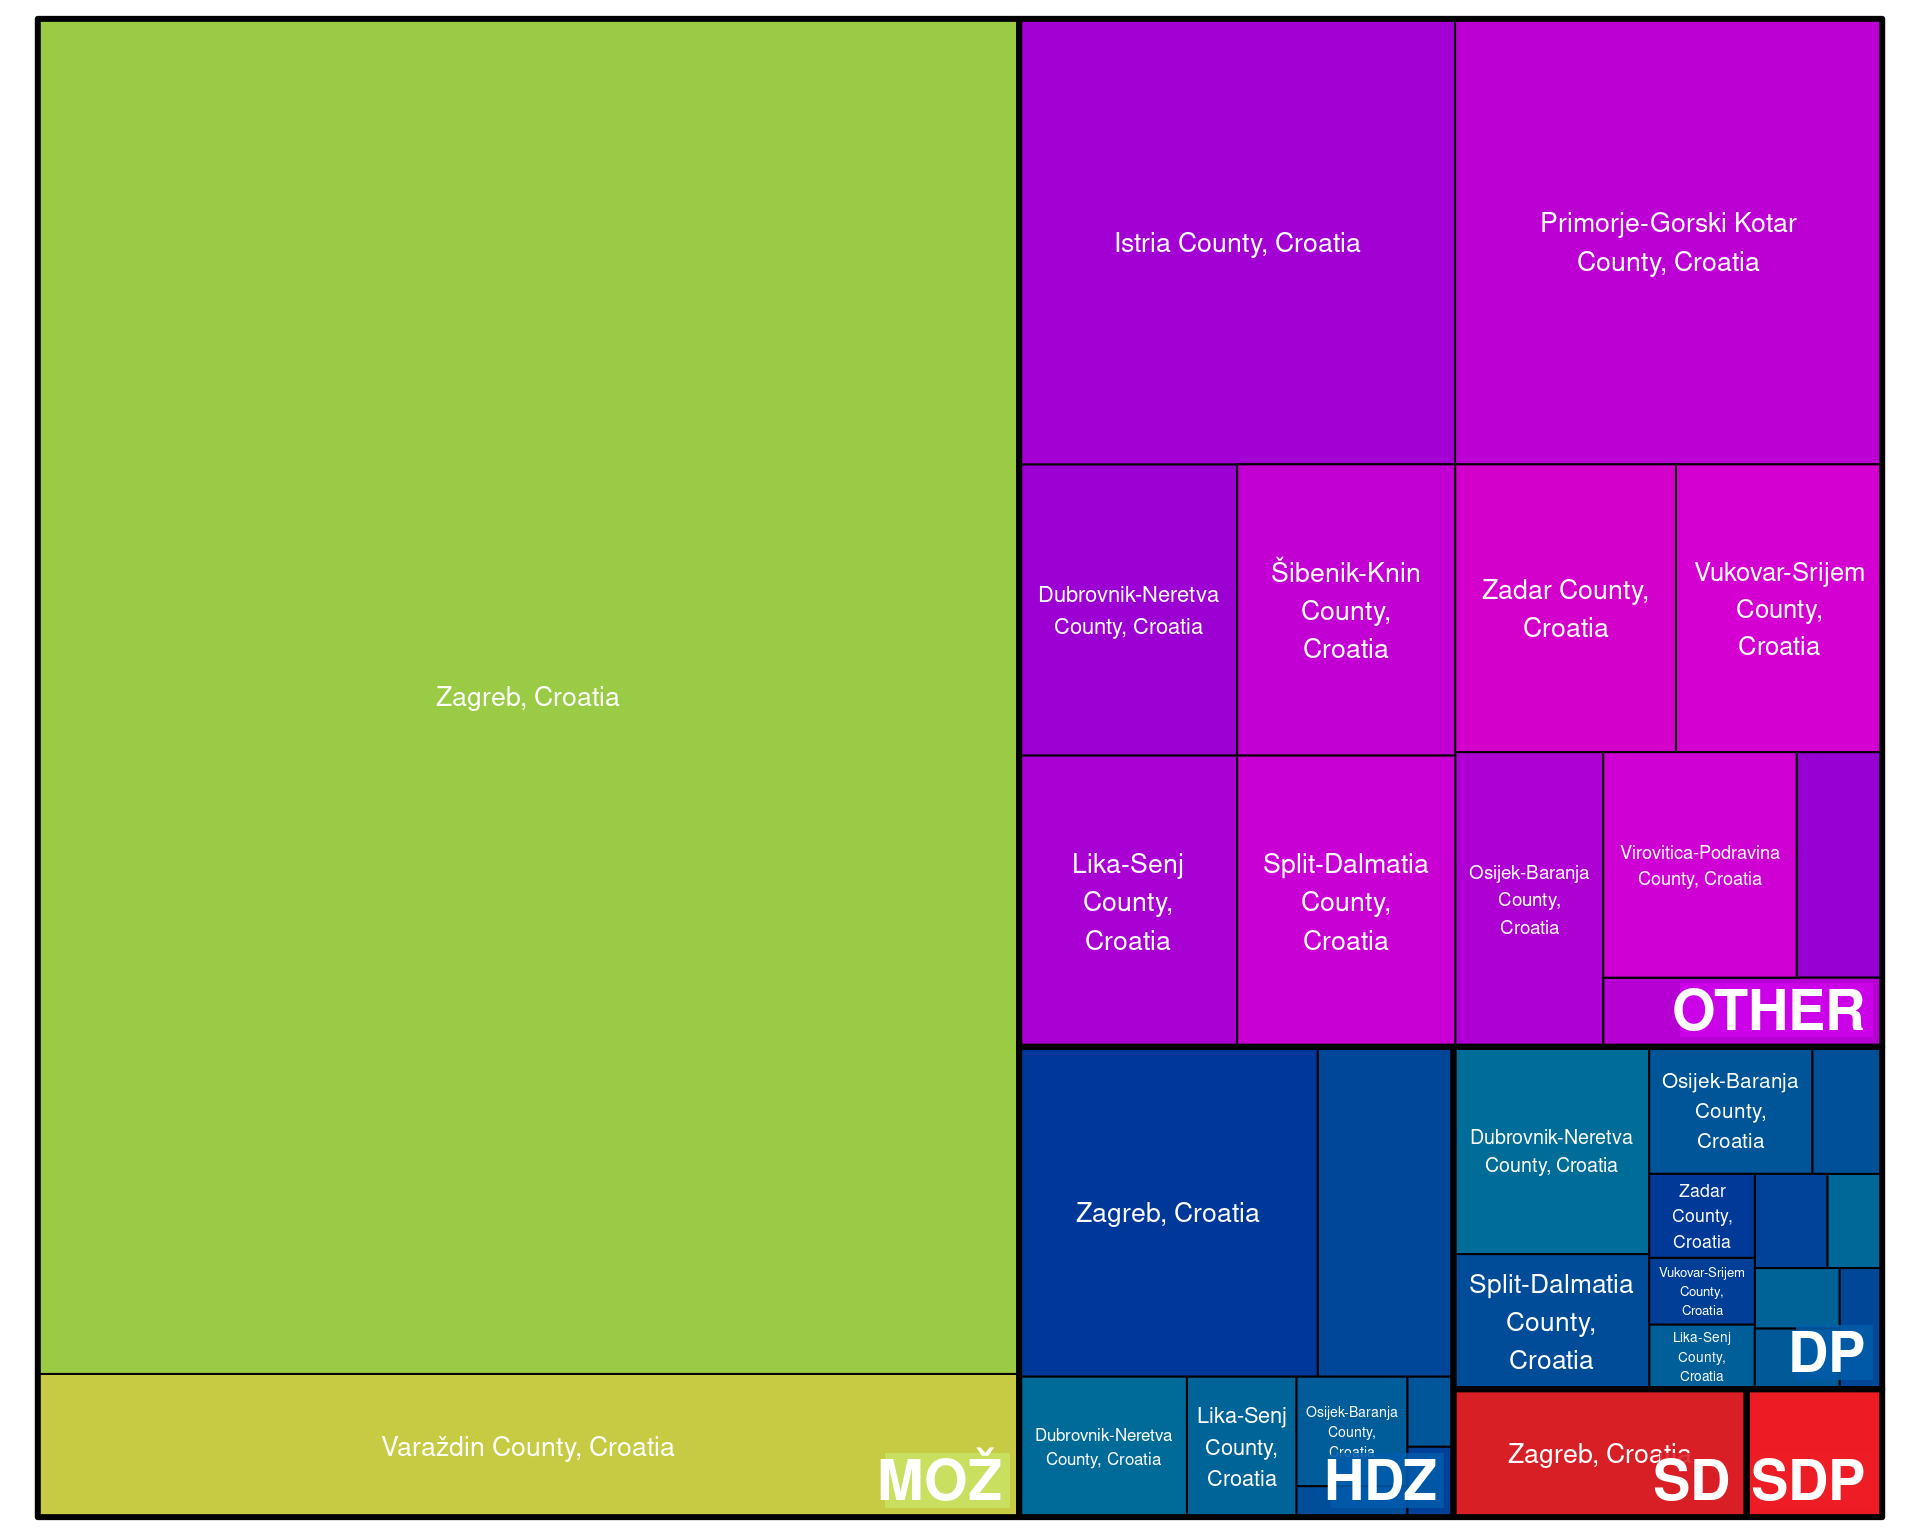 Zagreb, Croatia
Varaždin County, Croatia
MOŽ
Istria County, Croatia
Primorje-Gorski Kotar
County, Croatia
Dubrovnik-Neretva
County, Croatia
Šibenik-Knin
County,
Croatia
Zadar County,
Croatia
Vukovar-Srijem
County,
Croatia
Lika-Senj
County,
Croatia
Split-Dalmatia
County,
Croatia
Osijek-Baranja
County,
Croatia
Virovitica-Podravina
County, Croatia
OTHER
Zagreb, Croatia
Dubrovnik-Neretva
County, Croatia
Lika-Senj
County,
Croatia
Osijek-Baranja
County,
Croatia
HDZ
Dubrovnik-Neretva
County, Croatia
Osijek-Baranja
County,
Croatia
Split-Dalmatia
County,
Croatia
Zadar
County,
Croatia
Vukovar-Srijem
County,
Croatia
Lika-Senj
County,
Croatia
DP
Zagreb, Croatia
SD
SDP